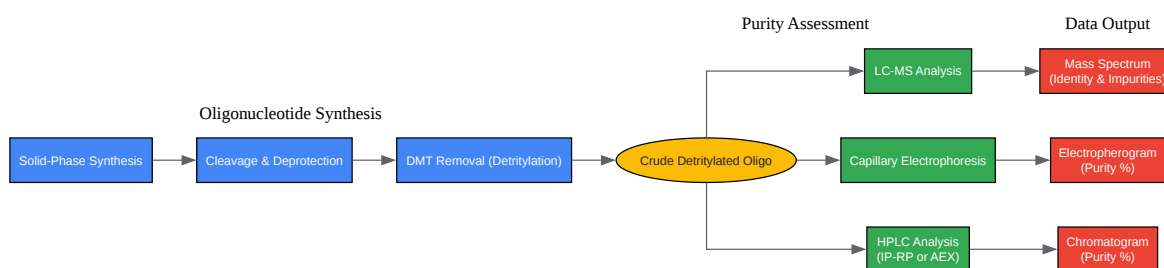 Purity Assessment
Data Output
LC-MS Analysis
Mass Spectrum
(Identity & Impurities)
Oligonucleotide Synthesis
Solid-Phase Synthesis
Cleavage & Deprotection
DMT Removal (Detritylation)
Crude Detritylated Oligo
Capillary Electrophoresis
Electropherogram
(Purity %)
HPLC Analysis
(IP-RP or AEX)
Chromatogram
(Purity %)